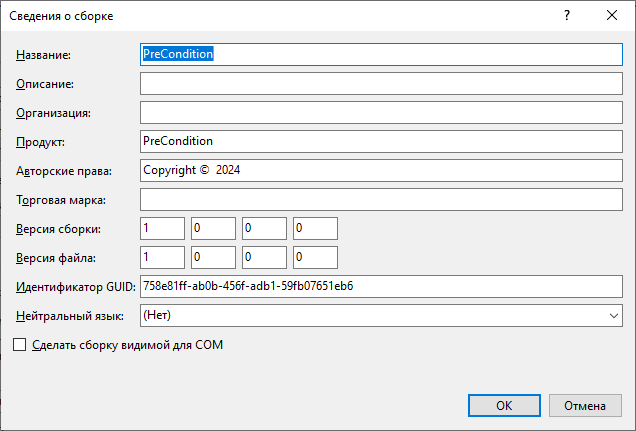 Сведения о сборке ?
Название: PreCondition
Описание:
Организация:
Продукт: PreCondition
Авторские права: Copyright © 2024
Торговая марка:
Версия сборки: 1 0 0 0
Версия файла: 1 0 0 0
Идентификатор GUID: 758e81ff-ab0b-456f-adb1-59fb07651eb6
Нейтральный язык: (Нет)
Сделать сборку видимой для COM
OK Отмена